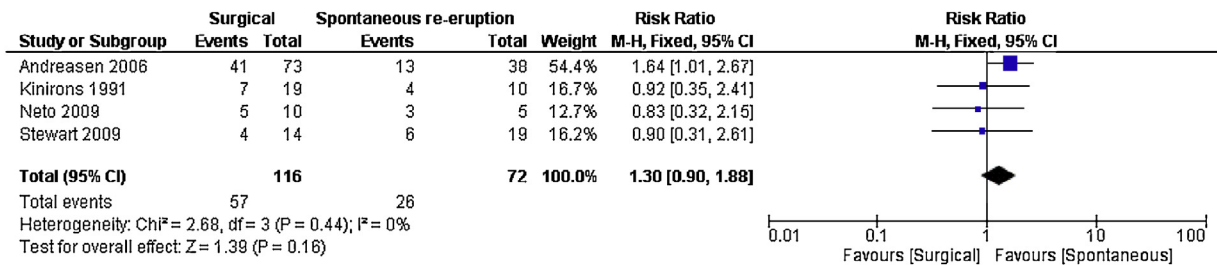 Surgical Spontaneous re-eruption Risk Ratio Risk Ratio
Study or Subgroup Events Total Events Total Weight M-H, Fixed, 95% CI M-H, Fixed, 95% CI
Andreasen 2006 41 73 13 38 54.4% 1.64 [1.01, 2.67]
Kinirons 1991 7 19 4 10 16.7% 0.92 [0.35, 2.41]
Neto 2009 5 10 3 5 12.7% 0.83 [0.32, 2.15]
Stewart 2009 4 14 6 19 16.2% 0.90 [0.31, 2.61]
Total (95% CI) 116 72 100.0% 1.30 [0.90, 1.88]
Total events 57 26
Heterogeneity: Chi² = 2.68, df = 3 (P = 0.44); I² = 0%
Test for overall effect: Z = 1.39 (P = 0.16)
0.01 0.1 1 10 100
Favours [Surgical] Favours [Spontaneous]